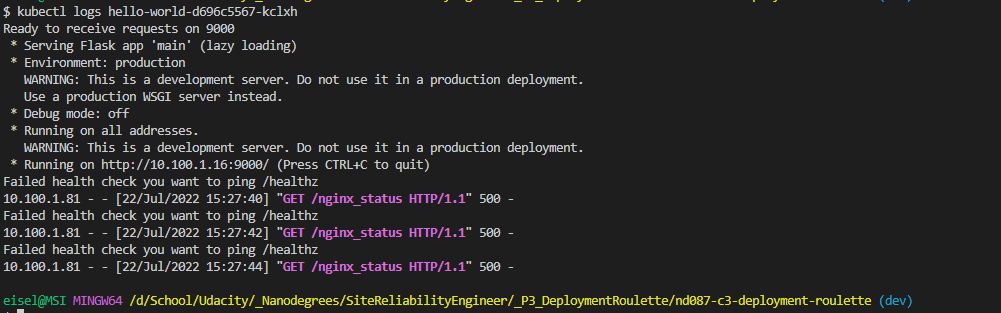 $ kubectl logs hello-world-d696c5567-kclxh
Ready to receive requests on 9000
 * Serving Flask app 'main' (lazy loading)
 * Environment: production
   WARNING: This is a development server. Do not use it in a production deployment.
   Use a production WSGI server instead.
 * Debug mode: off
 * Running on all addresses.
   WARNING: This is a development server. Do not use it in a production deployment.
 * Running on http://10.100.1.16:9000/ (Press CTRL+C to quit)
Failed health check you want to ping /healthz
10.100.1.81 - - [22/Jul/2022 15:27:40] "GET /nginx_status HTTP/1.1" 500 -
Failed health check you want to ping /healthz
10.100.1.81 - - [22/Jul/2022 15:27:42] "GET /nginx_status HTTP/1.1" 500 -
Failed health check you want to ping /healthz
10.100.1.81 - - [22/Jul/2022 15:27:44] "GET /nginx_status HTTP/1.1" 500 -
eisel@MSI MINGW64 /d/School/Udacity/_Nanodegrees/SiteReliabilityEngineer/_P3_DeploymentRoulette/nd087-c3-deployment-roulette (dev)